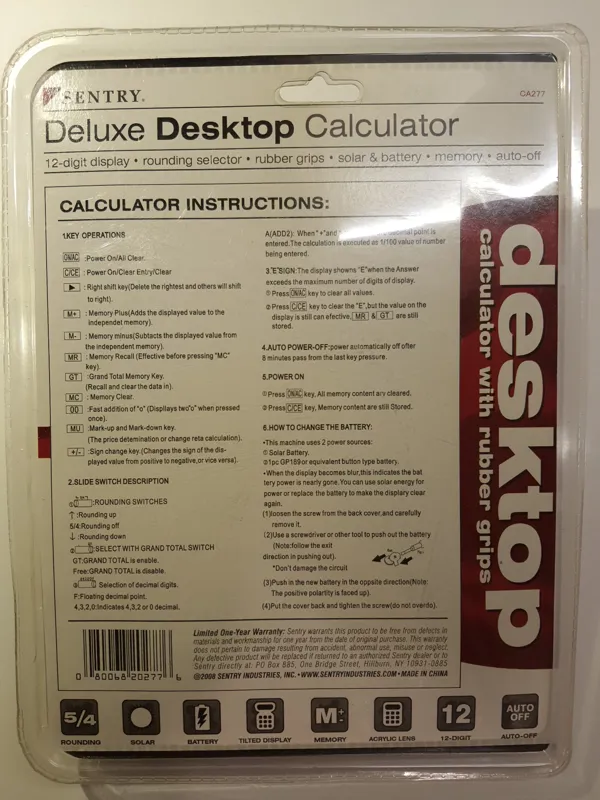 SENTRY.
CA277
Deluxe Desktop Calculator
12-digit display • rounding selector • rubber grips • solar & battery • memory • auto-off
CALCULATOR INSTRUCTIONS:
1.KEY OPERATIONS
ON/AC :Power On/All Clear.
C/CE : Power On/Clear Entry/Clear
▶ : Right shift key(Delete the rightest and others will shift
to right).
M+ : Memory Plus(Adds the displayed value to the
independet memory).
M- : Memory minus(Subtacts the displayed value from
the independent memory).
MR : Memory Recall (Effective before pressing "MC"
key).
GT :Grand Total Memory Key.
(Recall and clear the data in).
MC : Memory Clear.
00 :Fast addition of "o" (Displlays two"o" when pressed
once).
MU :Mark-up and Mark-down key.
(The price detemination or change reta calculation).
+/- :Sign change key.(Changes the sign of the dis-
played value from positive to negative,or vice versa).
2.SLIDE SWITCH DESCRIPTION
① :ROUNDING SWITCHES
↑ :Rounding up
5/4:Rounding off
↓ :Rounding down
② :SELECT WITH GRAND TOTAL SWITCH
GT:GRAND TOTAL is enable.
Free:GRAND TOTAL is disable.
③ Selection of decimal digits.
F:Floating decimal point.
4,3,2,0:Indicates 4,3,2 or 0 decimal.
A(ADD2): When "+"and decimal point is
entered.The calculation is executed as 1/100 value of number
being entered.
3."E"SIGN:The display shows "E"when the Answer
exceeds the maximum number of digits of display.
① Press ON/AC key to clear all values.
② Press C/CE key to clear the "E",but the value on the
display is still can efective, MR & GT are still
stored.
4.AUTO POWER-OFF:power automatically off ofter
8 minutes pass from the last key pressure.
5.POWER ON
①Press ON/AC key, All memory content ary cleared.
② Press C/CE key, Memory content are still Stored.
6.HOW TO CHANGE THE BATTERY:
•This machine uses 2 power sources:
① Solar Battery.
②1pc GP189or equivalent button type battery.
•When the display becomes blur,this indicates the bat
tery power is nearly gone.You can use solar energy for
power or replace the battery to make the display clear
again.
(1)loosen the screw from the back cover,and carefully
remove it.
(2)Use a screwdriver or other tool to push out the battery
(Note:follow the exit
direction in pushing out).
*Don't damage the circuit
(3)Push in the new battery in the opposite direction(Note:
The positive polartity is faced up).
(4)Put the cover back and tighten the screw(do not overdo).
desktop
calculator with rubber grips
0 80068 20277 6
Limited One-Year Warranty: Sentry warrants this product to be free from defects in
materials and workmanship for one year from the date of original purchase. This warranty
does not pertain to damage resulting from accident, abnormal use, misuse or neglect.
Any defective product will be replaced if returned to an authorized Sentry dealer or to
Sentry directly at: PO Box 885, One Bridge Street, Hillburn, NY 10931-0885
©2008 SENTRY INDUSTRIES, INC.•WWW.SENTRYINDUSTRIES.COM•MADE IN CHINA
5/4
M+
12
AUTO
OFF
ROUNDING
SOLAR
BATTERY
TILTED DISPLAY
MEMORY
ACRYLIC LENS
12-DIGIT
AUTO-OFF